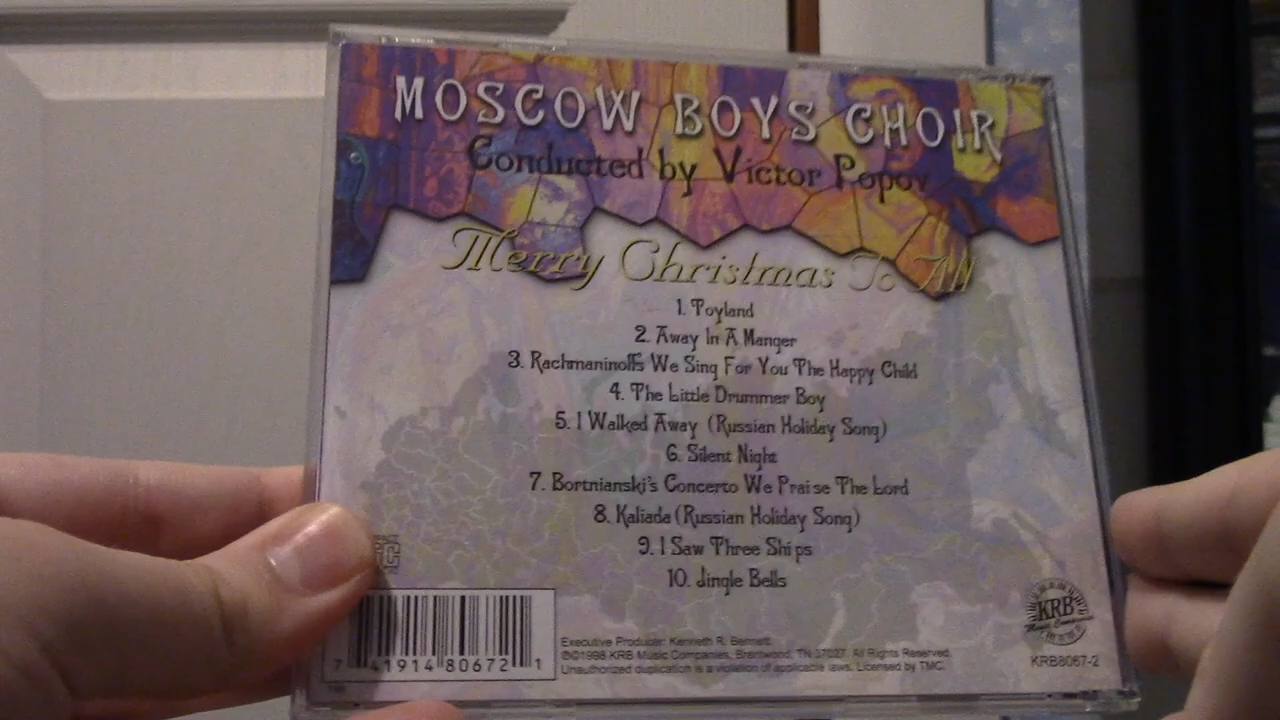 MOSCOW BOYS CHOIR
Conducted by Victor Popov
Merry Christmas To All
1. Toyland
2. Away In A Manger
3. Rachmaninoffs We Sing For You The Happy Child
4. The Little Drummer Boy
5. I Walked Away (Russian Holiday Song)
6. Silent Night
7. Bortnianski's Concerto We Praise The Lord
8. Kaliada (Russian Holiday Song)
9. I Saw Three Ships
10. Jingle Bells
7 41914 80672 1
Executive Producer: Kenneth R. Bennett.
℗©1998 KRB Music Companies, Brentwood, TN 37027. All Rights Reserved.
Unauthorized duplication is a violation of applicable laws. Licensed by TMC.
KRB
Music Companies
KRB8067-2